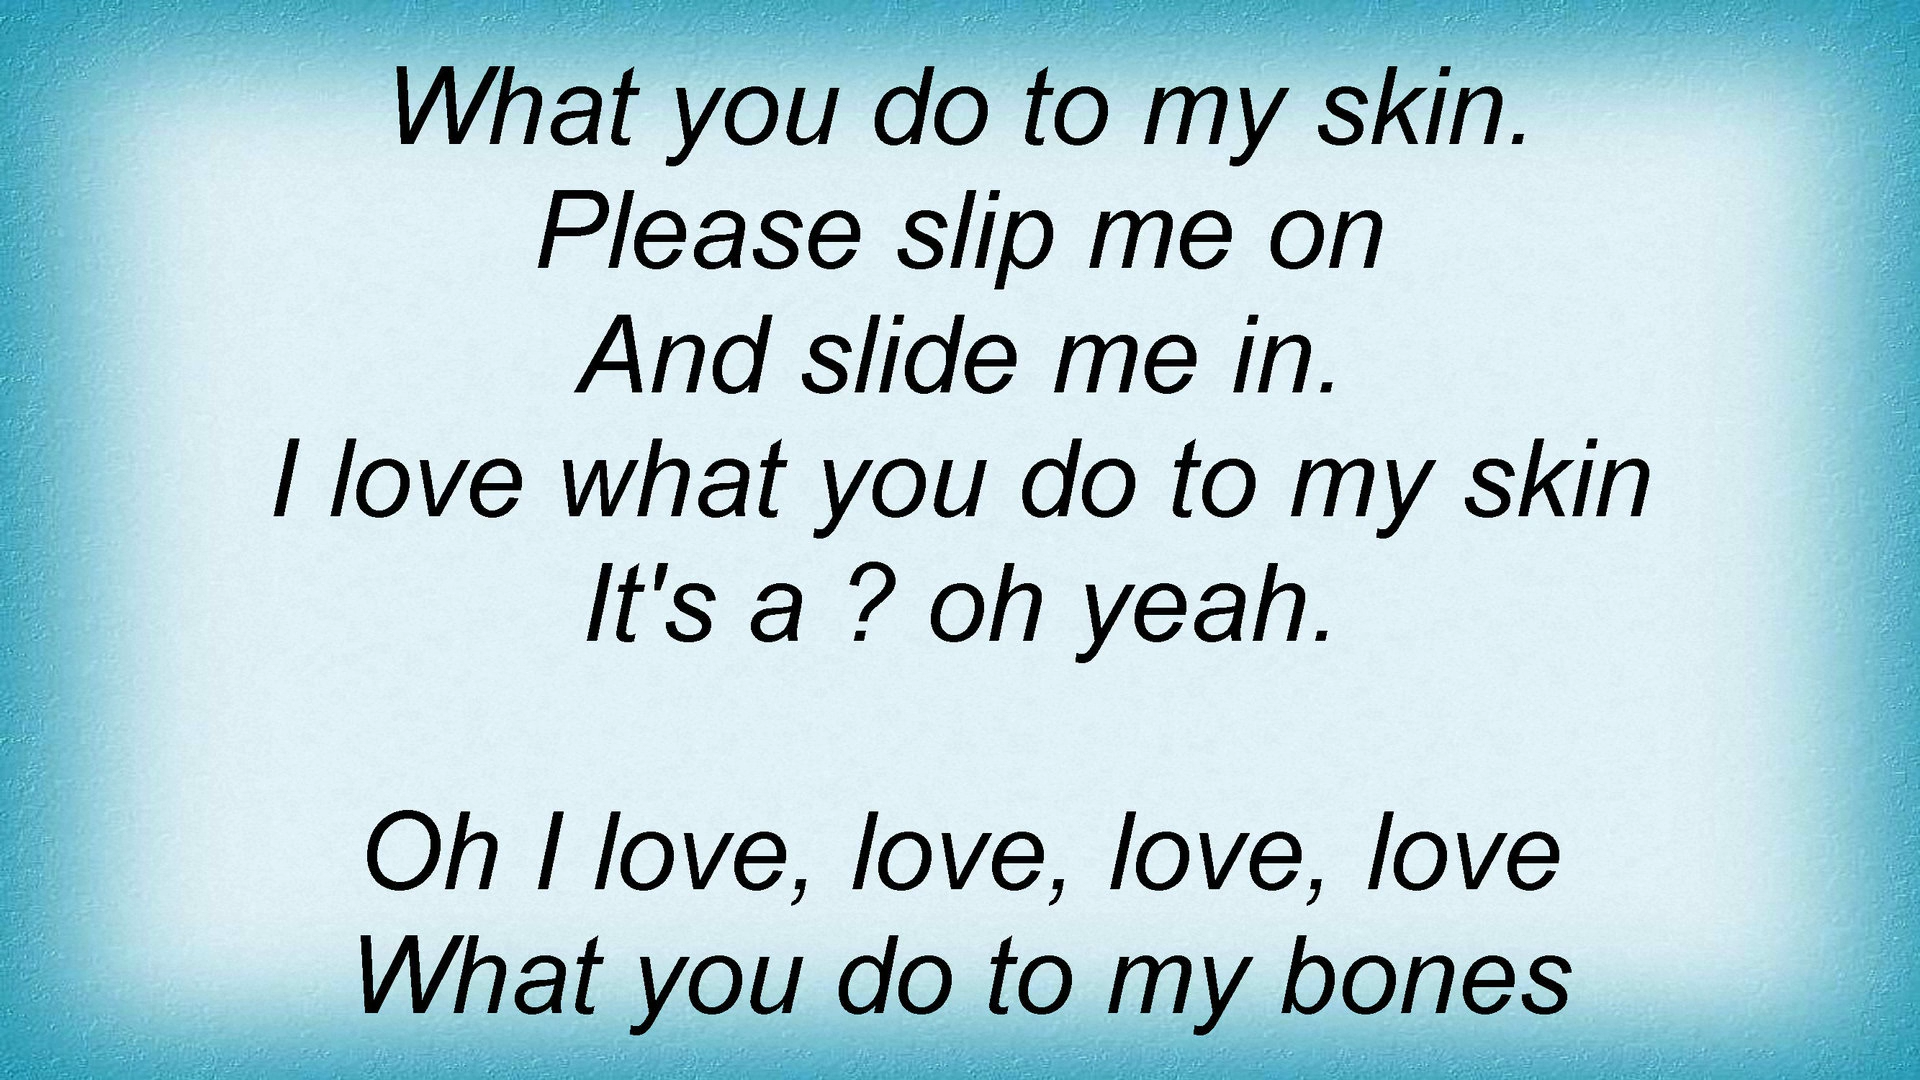 What you do to my skin.
Please slip me on
And slide me in.
I love what you do to my skin
It's a ? oh yeah.
Oh I love, love, love, love
What you do to my bones